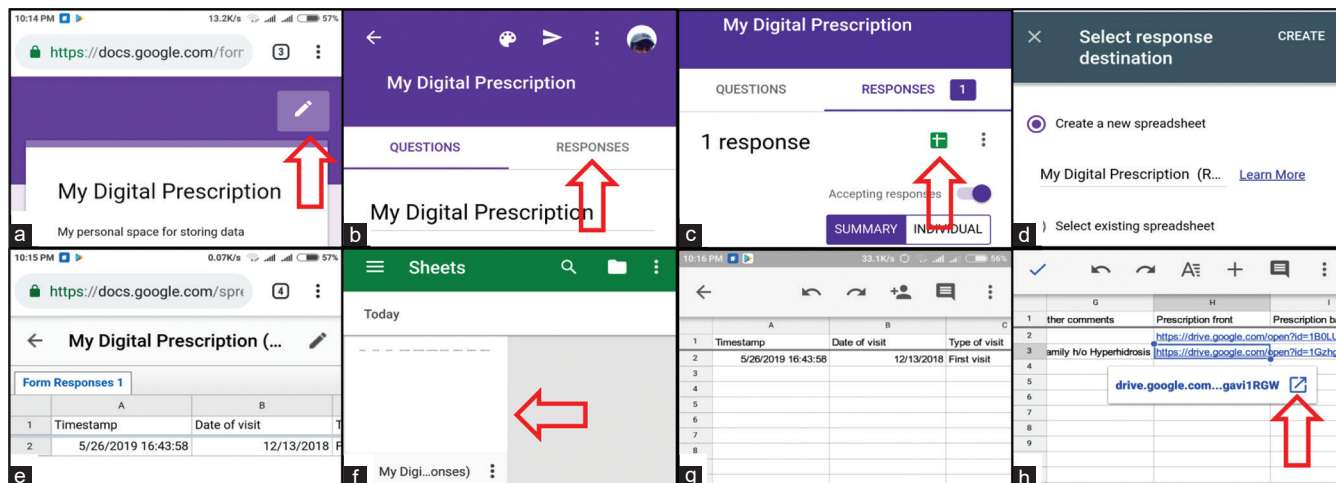 10:14 PM 13.2K/s 57%
https://docs.google.com/forr 3
My Digital Prescription
My personal space for storing data
a
My Digital Prescription
QUESTIONS RESPONSES
My Digital Prescription
b
My Digital Prescription
QUESTIONS RESPONSES 1
1 response
Accepting responses
SUMMARY INDIVIDUAL
c
Select response CREATE
destination
Create a new spreadsheet
My Digital Prescription (R... Learn More
Select existing spreadsheet
d
10:15 PM 0.07K/s 57%
https://docs.google.com/spre 4
My Digital Prescription (...
Form Responses 1
A B
1 Timestamp Date of visit T
2 5/26/2019 16:43:58 12/13/2018 F
e
Sheets
Today
My Digi...onses)
f
10:16 PM 33.1K/s 56%
A B C
1 Timestamp Date of visit Type of visit
2 5/26/2019 16:43:58 12/13/2018 First visit
3
4
5
6
7
8
g
G H I
1 ther comments Prescription front Prescription ba
2 https://drive.google.com/open?id=1B0LU
3 amily h/o Hyperhidrosis https://drive.google.com/open?id=1Gzhg
4
5
drive.google.com...gavi1RGW
6
7
8
9
h